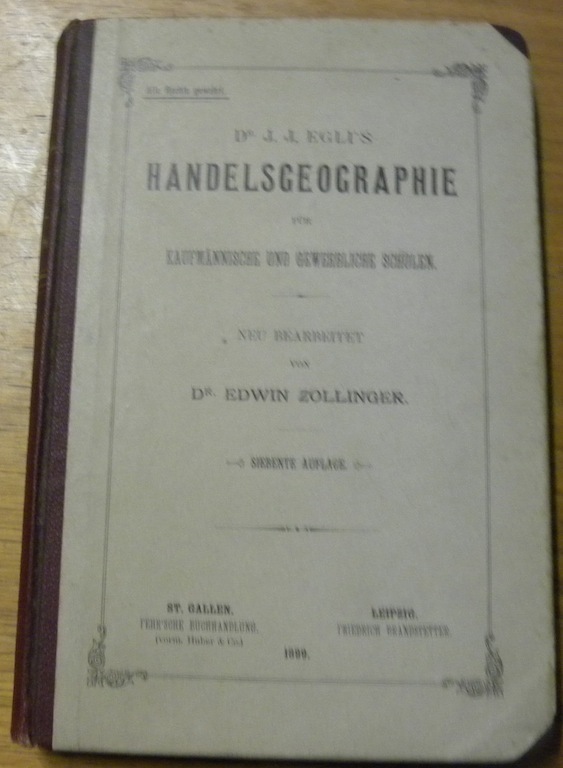 DR. J. J. EGLI'S
HANDELSGEOGRAPHIE
FÜR
KAUFMÄNNISCHE UND GEWERBLICHE SCHULEN.
NEU BEARBEITET
VON
DR. EDWIN ZOLLINGER.
SIEBENTE AUFLAGE.
ST. GALLEN.
FEHR'SCHE BUCHHANDLUNG.
(vorm. Huber & Co.)
LEIPZIG.
FRIEDRICH BRANDSTETTER.